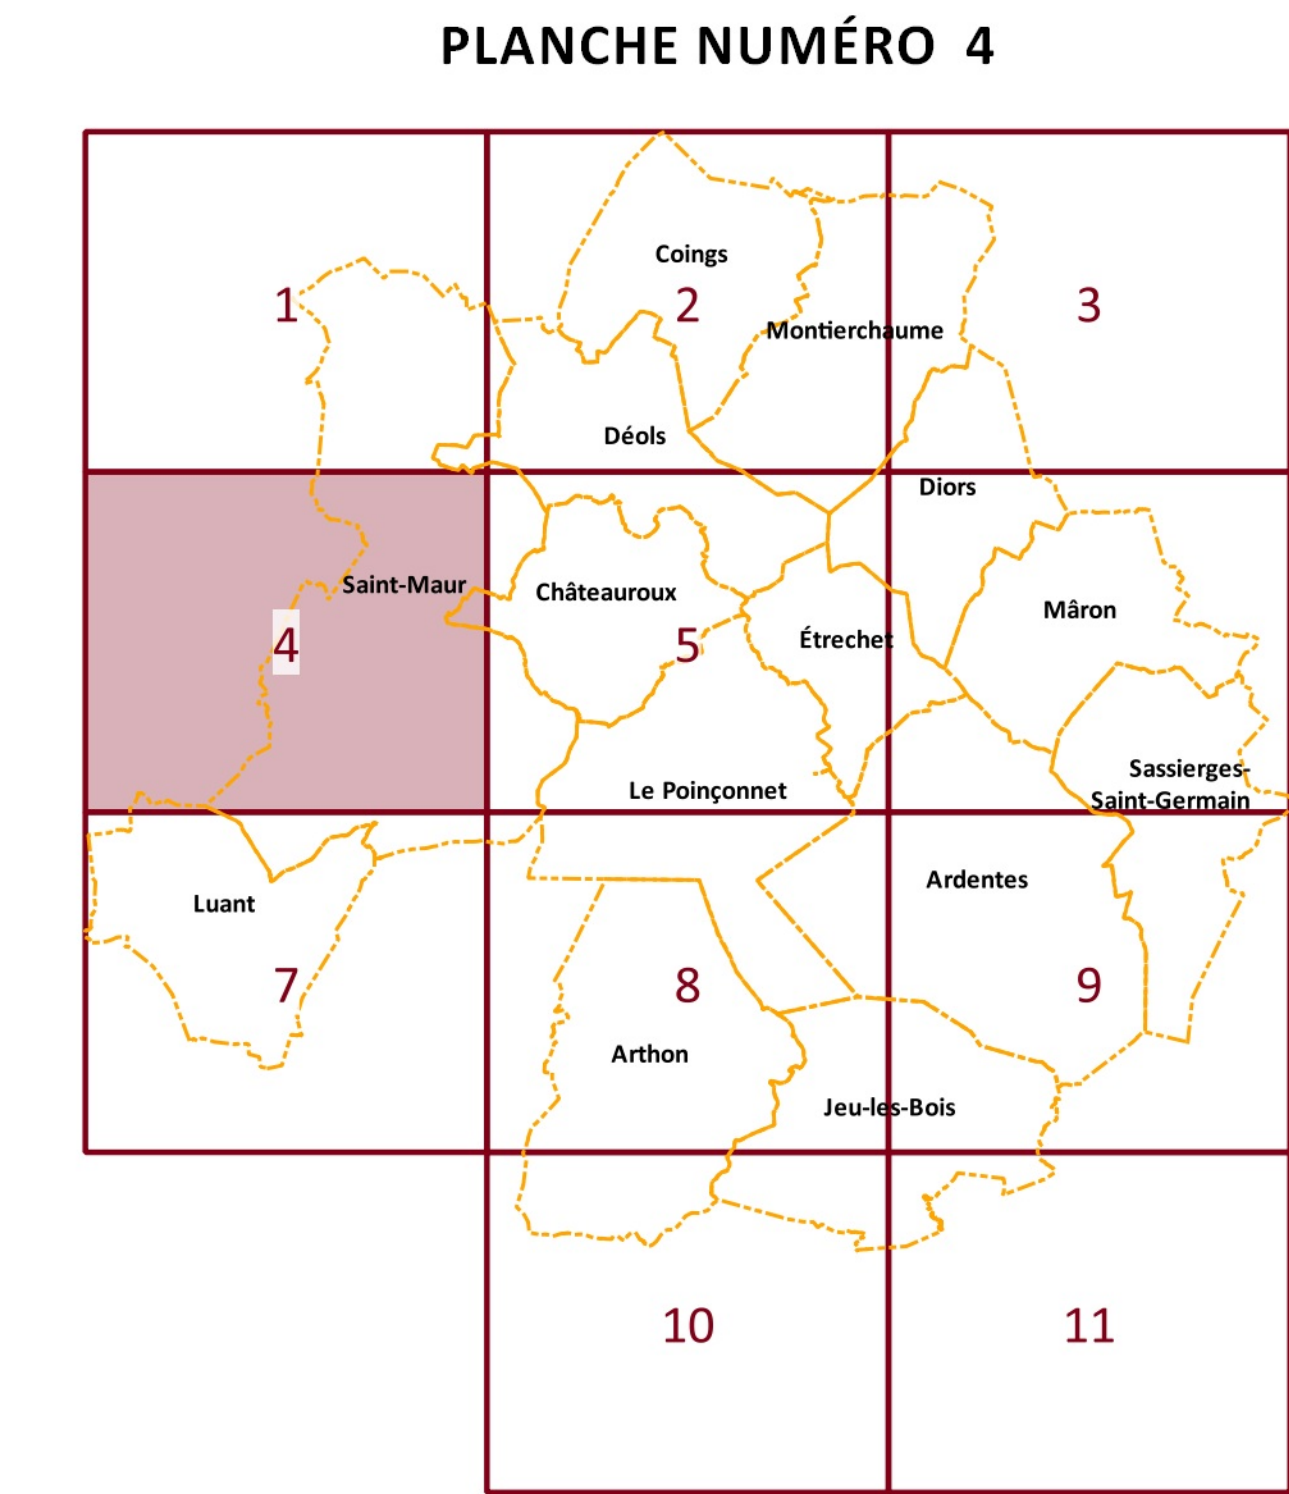 PLANCHE NUMÉRO 4
Coings
1
2
3
Montierchaume
Déols
Diors
Saint-Maur
Châteauroux
Mâron
4
5
Étrechet
Sassierges-
Saint-Germain
Le Poinçonnet
Ardentes
Luant
7
8
9
Arthon
Jeu-les-Bois
10
11